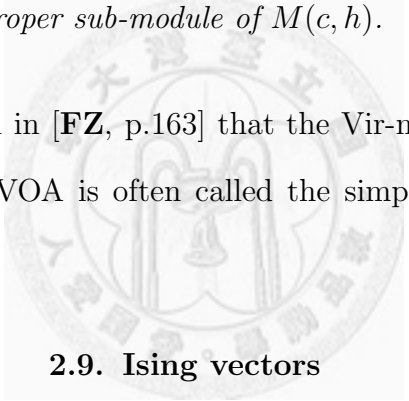 roper sub-module of M(c, h).
in [FZ, p.163] that the Vir-m
VOA is often called the simp
2.9. Ising vectors